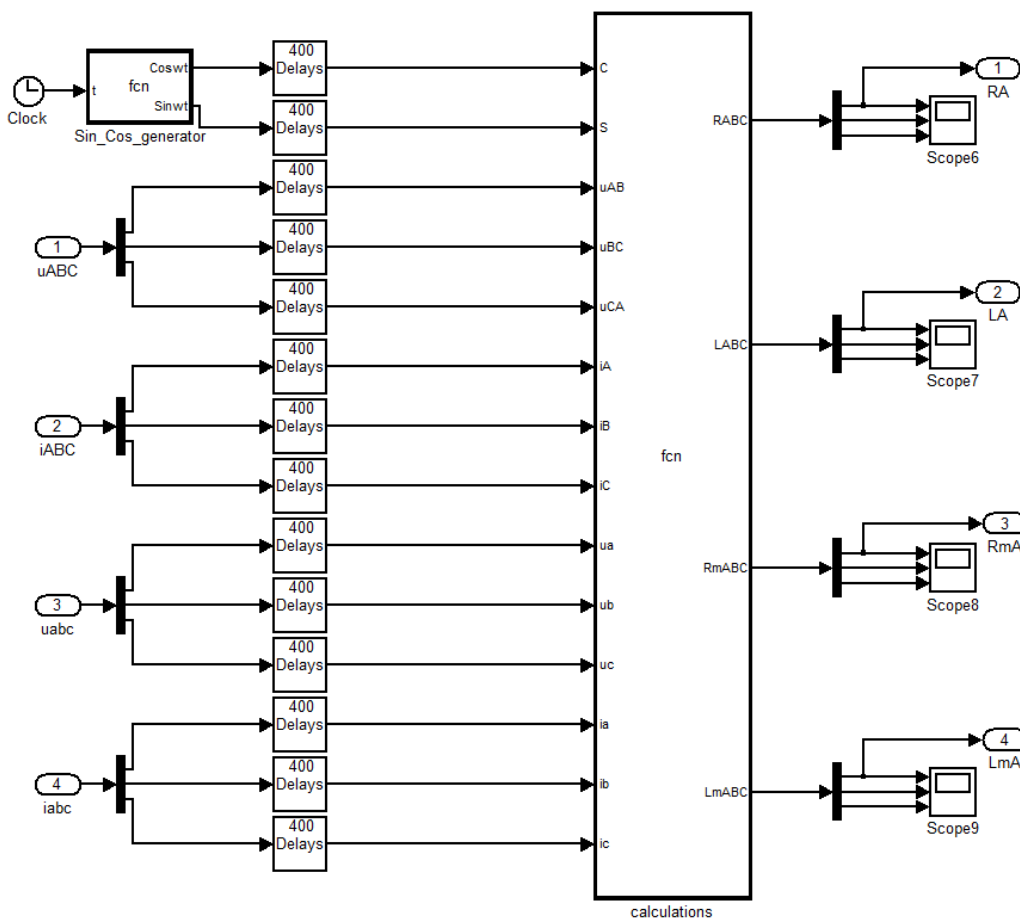 Clock
t
fcn
Coswt
Sinwt
Sin_Cos_generator
1
uABC
2
iABC
3
uabc
4
iabc
400
Delays
400
Delays
400
Delays
400
Delays
400
Delays
400
Delays
400
Delays
400
Delays
400
Delays
400
Delays
400
Delays
400
Delays
400
Delays
400
Delays
C
S
uAB
uBC
uCA
iA
iB
iC
ua
ub
uc
ia
ib
ic
fcn
RABC
LABC
RmABC
LmABC
calculations
1
RA
Scope6
2
LA
Scope7
3
RmA
Scope8
4
LmA
Scope9